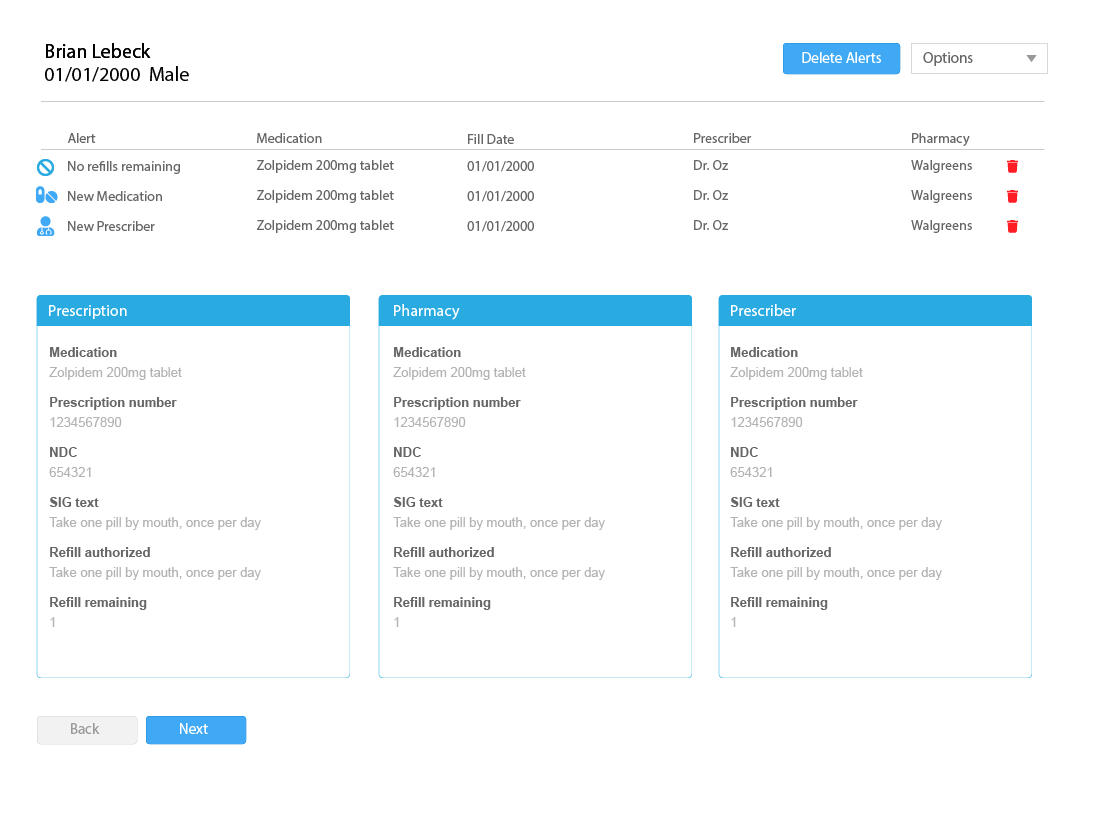 Brian Lebeck
01/01/2000 Male
Delete Alerts
Options
Alert Medication Fill Date Prescriber Pharmacy
No refills remaining Zolpidem 200mg tablet 01/01/2000 Dr. Oz Walgreens
New Medication Zolpidem 200mg tablet 01/01/2000 Dr. Oz Walgreens
New Prescriber Zolpidem 200mg tablet 01/01/2000 Dr. Oz Walgreens
Prescription
Medication
Zolpidem 200mg tablet
Prescription number
1234567890
NDC
654321
SIG text
Take one pill by mouth, once per day
Refill authorized
Take one pill by mouth, once per day
Refill remaining
1
Pharmacy
Medication
Zolpidem 200mg tablet
Prescription number
1234567890
NDC
654321
SIG text
Take one pill by mouth, once per day
Refill authorized
Take one pill by mouth, once per day
Refill remaining
1
Prescriber
Medication
Zolpidem 200mg tablet
Prescription number
1234567890
NDC
654321
SIG text
Take one pill by mouth, once per day
Refill authorized
Take one pill by mouth, once per day
Refill remaining
1
Back
Next